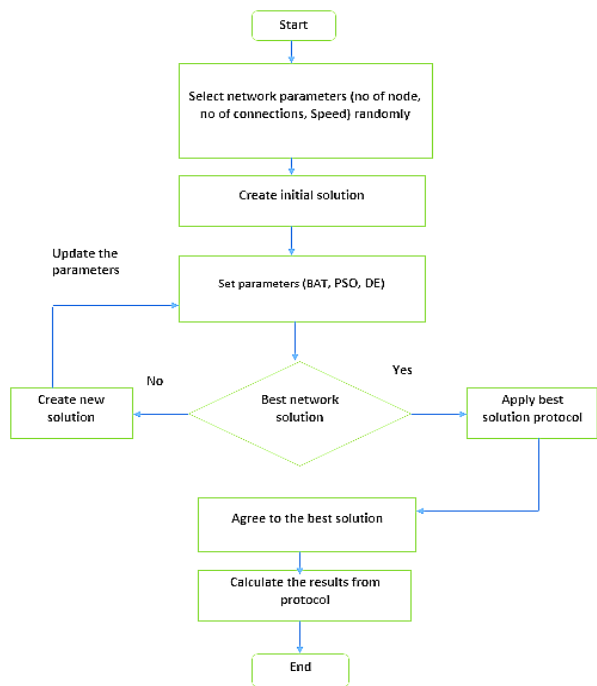 Start
Select network parameters (no of node,
no of connections, Speed) randomly
Create initial solution
Update the
parameters
Set parameters (BAT, PSO, DE)
No
Yes
Create new
solution
Best network
solution
Apply best
solution protocol
Agree to the best solution
Calculate the results from
protocol
End